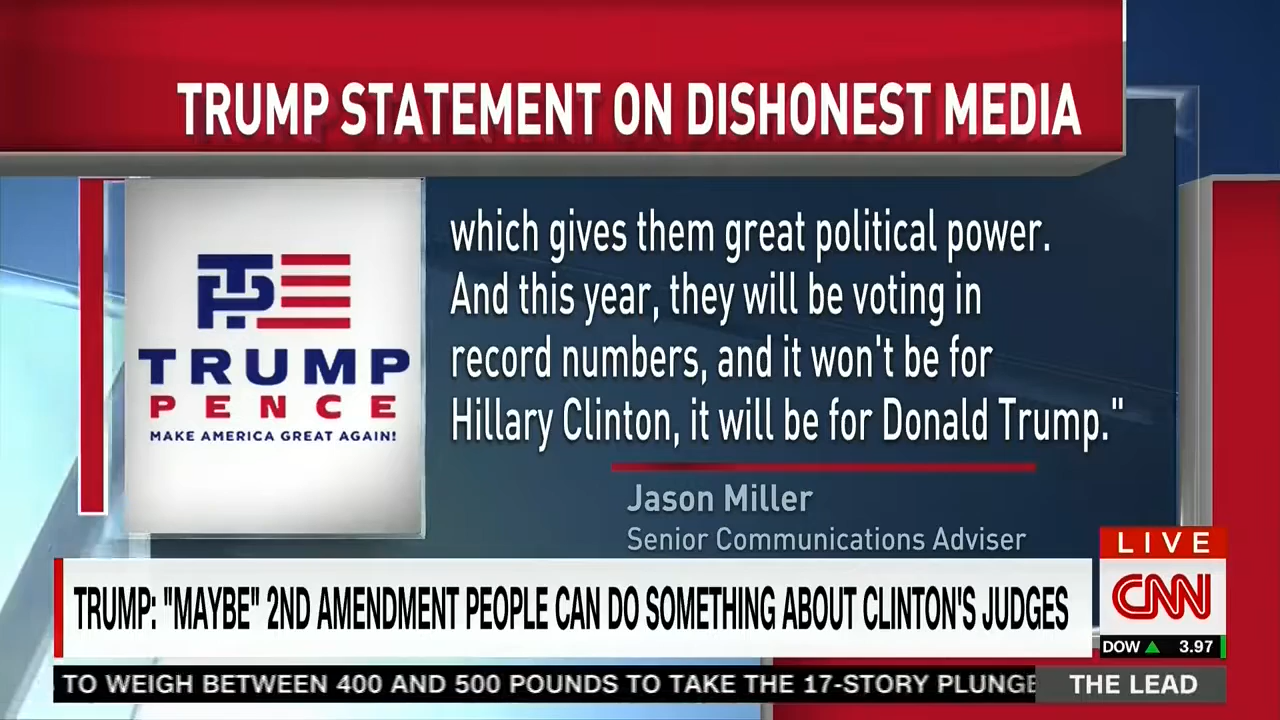 TRUMP STATEMENT ON DISHONEST MEDIA
TRUMP
PENCE
MAKE AMERICA GREAT AGAIN!
which gives them great political power.
And this year, they will be voting in
record numbers, and it won't be for
Hillary Clinton, it will be for Donald Trump."
Jason Miller
Senior Communications Adviser
TRUMP: "MAYBE" 2ND AMENDMENT PEOPLE CAN DO SOMETHING ABOUT CLINTON'S JUDGES
LIVE
CNN
DOW ▲ 3.97
TO WEIGH BETWEEN 400 AND 500 POUNDS TO TAKE THE 17-STORY PLUNGE
THE LEAD